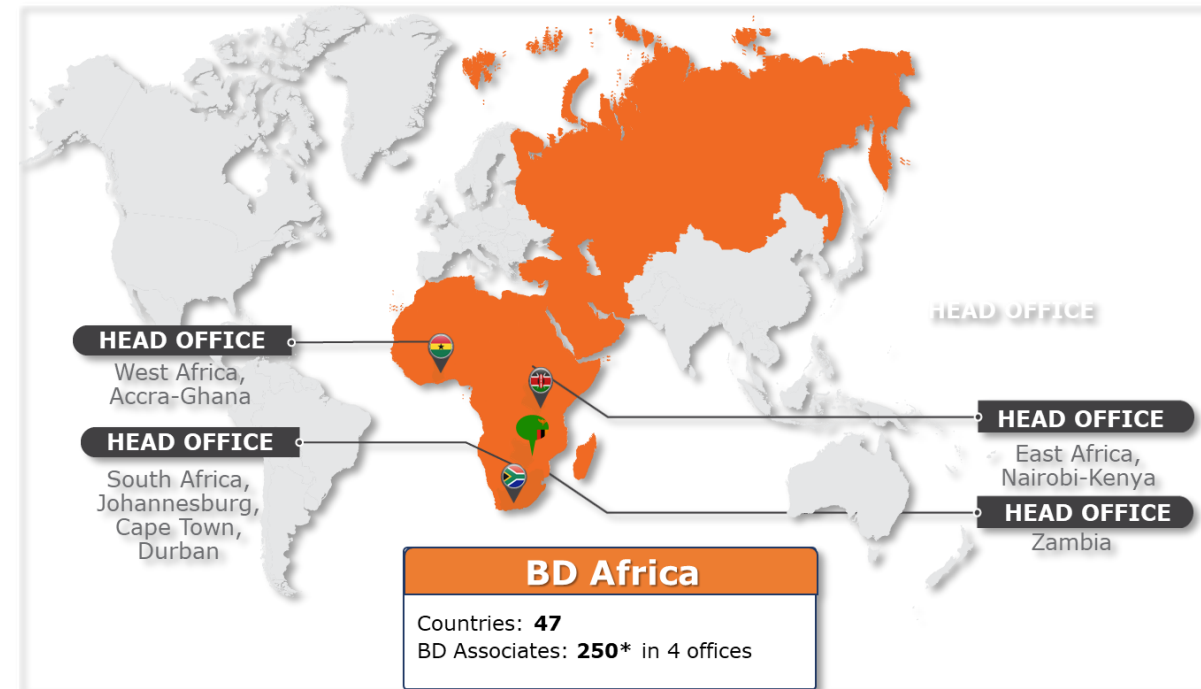 HEAD OFFICE
HEAD OFFICE
West Africa,
Accra-Ghana
HEAD OFFICE
South Africa,
Johannesburg,
Cape Town,
Durban
HEAD OFFICE
East Africa,
Nairobi-Kenya
HEAD OFFICE
Zambia
BD Africa
Countries: 47
BD Associates: 250* in 4 offices